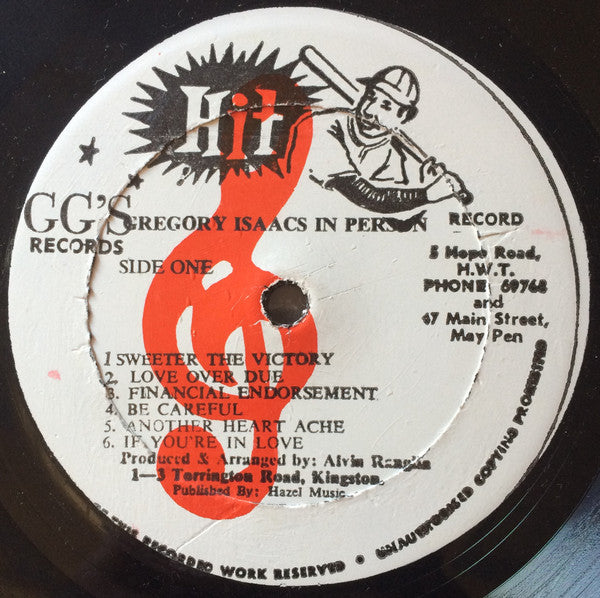 Hit
GG'S
RECORDS
GREGORY ISAACS IN PERSON
RECORD
SIDE ONE
5 Hope Road,
H.W.T.
PHONE 69768
and
47 Main Street,
May Pen
1 SWEETER THE VICTORY
2. LOVE OVER DUE
3. FINANCIAL ENDORSEMENT
4. BE CAREFUL
5. ANOTHER HEART ACHE
6. IF YOU'RE IN LOVE
Produced & Arranged by: Alvin Ranglin
1—3 Torrington Road, Kingston
Published By: Hazel Music
RECORDED WORK RESERVED • UNAUTHORIGID COPYING PROHIBITED